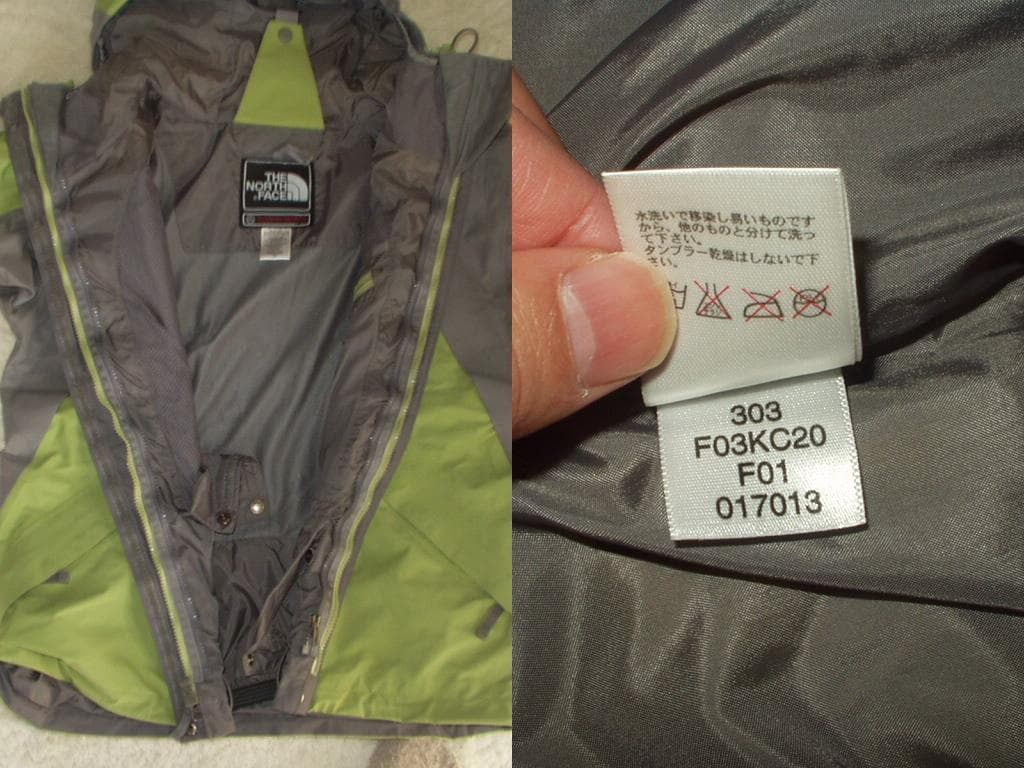 THE
NORTH
FACE
水洗いで移染し易いものです
から、他のものと分けて洗っ
て下さい。
タンブラー乾燥はしないで下
さい。
303
F03KC20
F01
017013